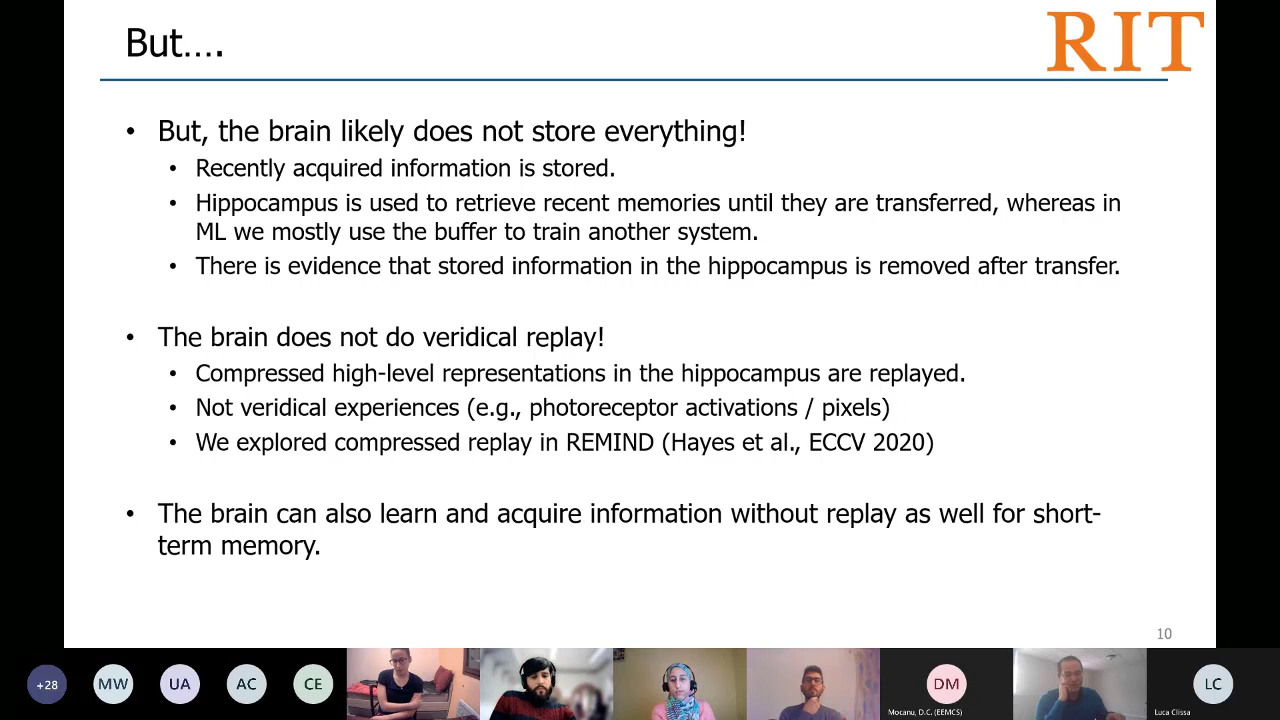 But....
RIT
• But, the brain likely does not store everything!
• Recently acquired information is stored.
• Hippocampus is used to retrieve recent memories until they are transferred, whereas in
ML we mostly use the buffer to train another system.
• There is evidence that stored information in the hippocampus is removed after transfer.
• The brain does not do veridical replay!
• Compressed high-level representations in the hippocampus are replayed.
• Not veridical experiences (e.g., photoreceptor activations / pixels)
• We explored compressed replay in REMIND (Hayes et al., ECCV 2020)
• The brain can also learn and acquire information without replay as well for short-
term memory.
10
+28
MW
UA
AC
CE
DM
Mocanu, D.C. (EEMCS)
LC
Luca Clissa